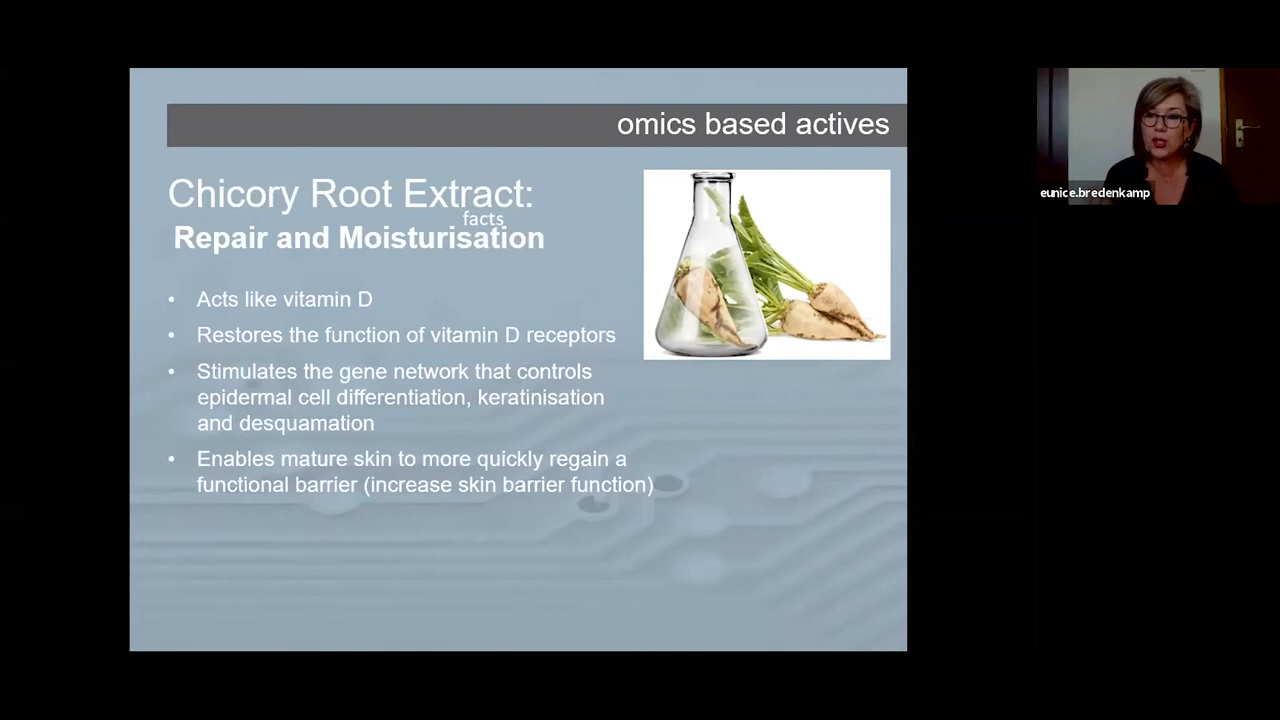 omics based actives
Chicory Root Extract:
facts
Repair and Moisturisation
• Acts like vitamin D
• Restores the function of vitamin D receptors
• Stimulates the gene network that controls
epidermal cell differentiation, keratinisation
and desquamation
• Enables mature skin to more quickly regain a
functional barrier (increase skin barrier function)
eunice.bredenkamp